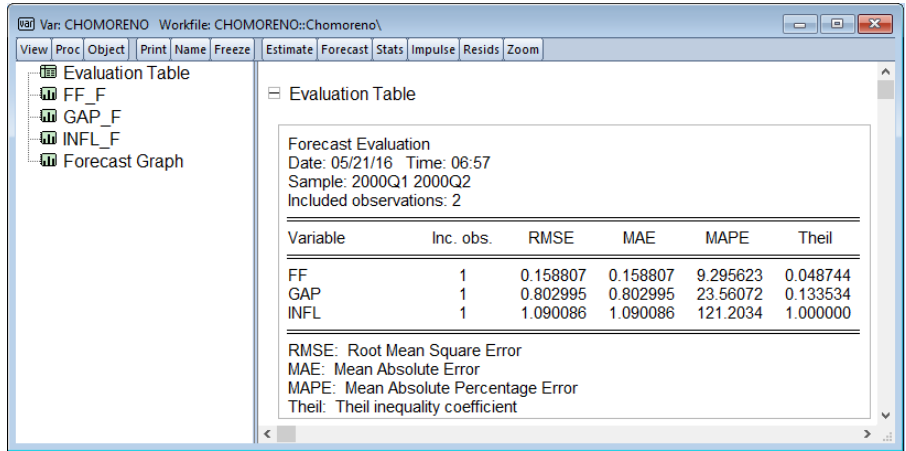 Var: CHOMORENO Workfile: CHOMORENO::Chomoreno\
View Proc Object Print Name Freeze Estimate Forecast Stats Impulse Resids Zoom
Evaluation Table
FF_F
GAP_F
INFL_F
Forecast Graph
Evaluation Table
Forecast Evaluation
Date: 05/21/16 Time: 06:57
Sample: 2000Q1 2000Q2
Included observations: 2
Variable Inc. obs. RMSE MAE MAPE Theil
FF 1 0.158807 0.158807 9.295623 0.048744
GAP 1 0.802995 0.802995 23.56072 0.133534
INFL 1 1.090086 1.090086 121.2034 1.000000
RMSE: Root Mean Square Error
MAE: Mean Absolute Error
MAPE: Mean Absolute Percentage Error
Theil: Theil inequality coefficient